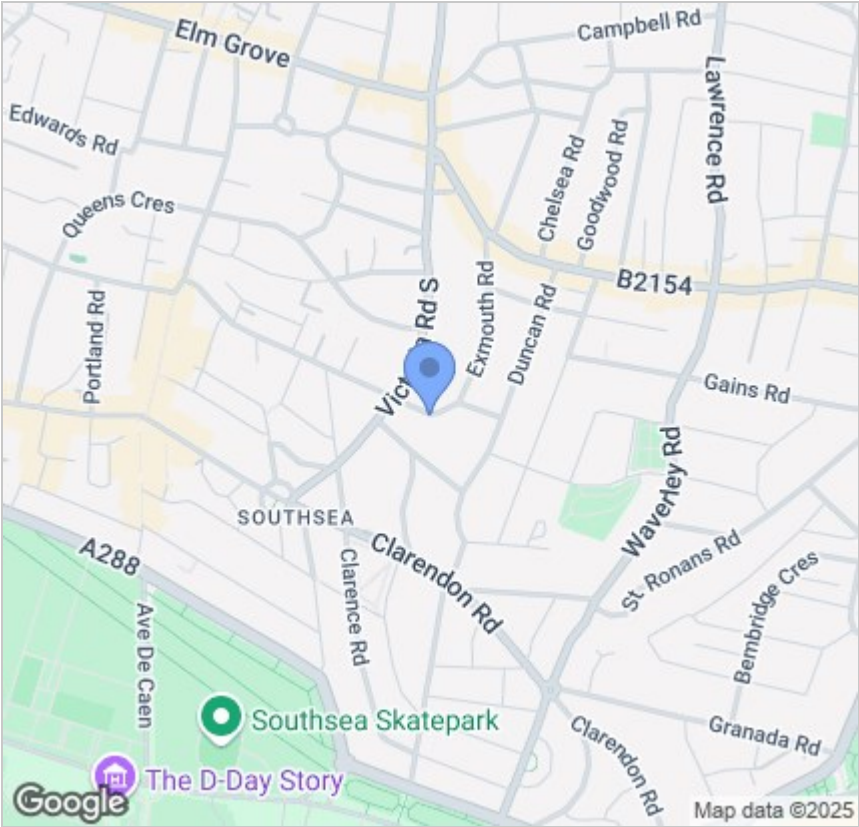 Campbell Rd
Elm Grove
Lawrence Rd
Edwards Rd
Chelsea Rd
Goodwood Rd
Queens Cres
B2154
Rd S
Exmouth Rd
Duncan Rd
Portland Rd
Vict
Gains Rd
Waverley Rd
SOUTHSEA
A288
Clarendon Rd
St. Ronans Rd
Clarence Rd
Bembridge Cres
Ave De Caen
Southsea Skatepark
Granada Rd
Clarendon Rd
The D-Day Story
Google
Map data ©2025